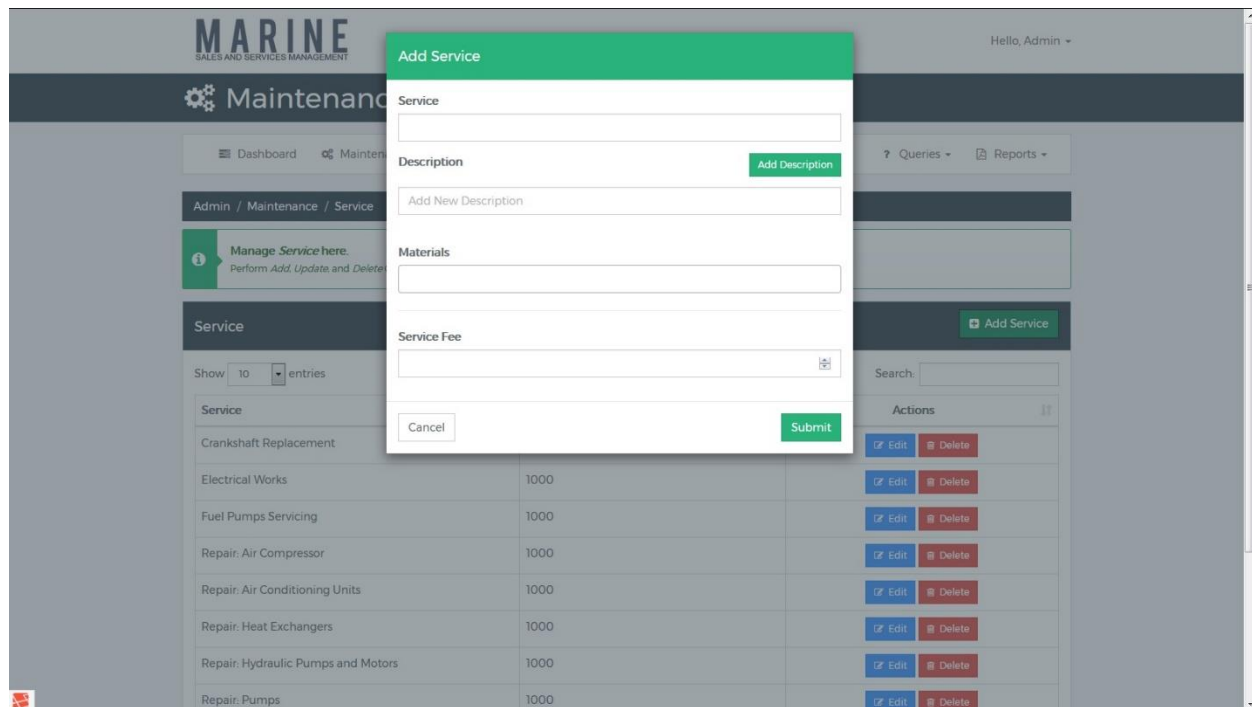 MARINE
SALES AND SERVICES MANAGEMENT
Hello, Admin
Maintenanc
Dashboard
Mainten
? Queries
Reports
Admin / Maintenance / Service
Manage Service here.
Perform Add, Update, and Delete
Service
Add Service
Show 10 entries
Search:
Service
Actions
Crankshaft Replacement
Edit Delete
Electrical Works 1000 Edit Delete
Fuel Pumps Servicing 1000 Edit Delete
Repair: Air Compressor 1000 Edit Delete
Repair: Air Conditioning Units 1000 Edit Delete
Repair: Heat Exchangers 1000 Edit Delete
Repair: Hydraulic Pumps and Motors 1000 Edit Delete
Repair: Pumps 1000 Edit Delete
Add Service
Service
Description
Add Description
Add New Description
Materials
Service Fee
Cancel
Submit